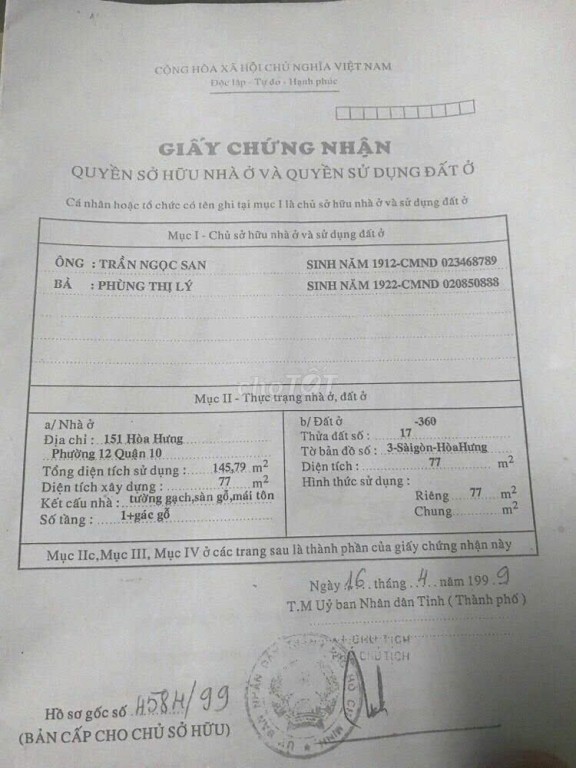 CỘNG HÒA XÃ HỘI CHỦ NGHĨA VIỆT NAM
Độc lập - Tự do - Hạnh phúc
GIẤY CHỨNG NHẬN
QUYỀN SỞ HỮU NHÀ Ở VÀ QUYỀN SỬ DỤNG ĐẤT Ở
Cá nhân hoặc tổ chức có tên ghi tại mục I là chủ sở hữu nhà ở và sử dụng đất ở
Mục I - Chủ sở hữu nhà ở và sử dụng đất ở
ÔNG : TRẦN NGỌC SAN SINH NĂM 1912-CMND 023468789
BÀ : PHÙNG THỊ LÝ SINH NĂM 1922-CMND 020850888
choTỐT
Mục II - Thực trạng nhà ở, đất ở
a/ Nhà ở
Địa chỉ : 151 Hòa Hưng
Phường 12 Quận 10
Tổng diện tích sử dụng : 145,79 m2
Diện tích xây dựng : 77 m2
Kết cấu nhà : tường gạch,sàn gỗ,mái tôn
Số tầng : 1+gác gỗ
b/ Đất ở -360
Thửa đất số : 17
Tờ bản đồ số : 3-Sàigòn-HòaHưng
Diện tích : 77 m2
Hình thức sử dụng :
Riêng 77 m2
Chung m2
Mục IIc,Mục III, Mục IV ở các trang sau là thành phần của giấy chứng nhận này
Ngày 16 tháng 4 năm 1999
T.M Uỷ ban Nhân dân Tỉnh ( Thành phố )
CHỦ TỊCH
CHỦ TỊCH
Hồ sơ gốc số 4584/99
(BẢN CẤP CHO CHỦ SỞ HỮU)